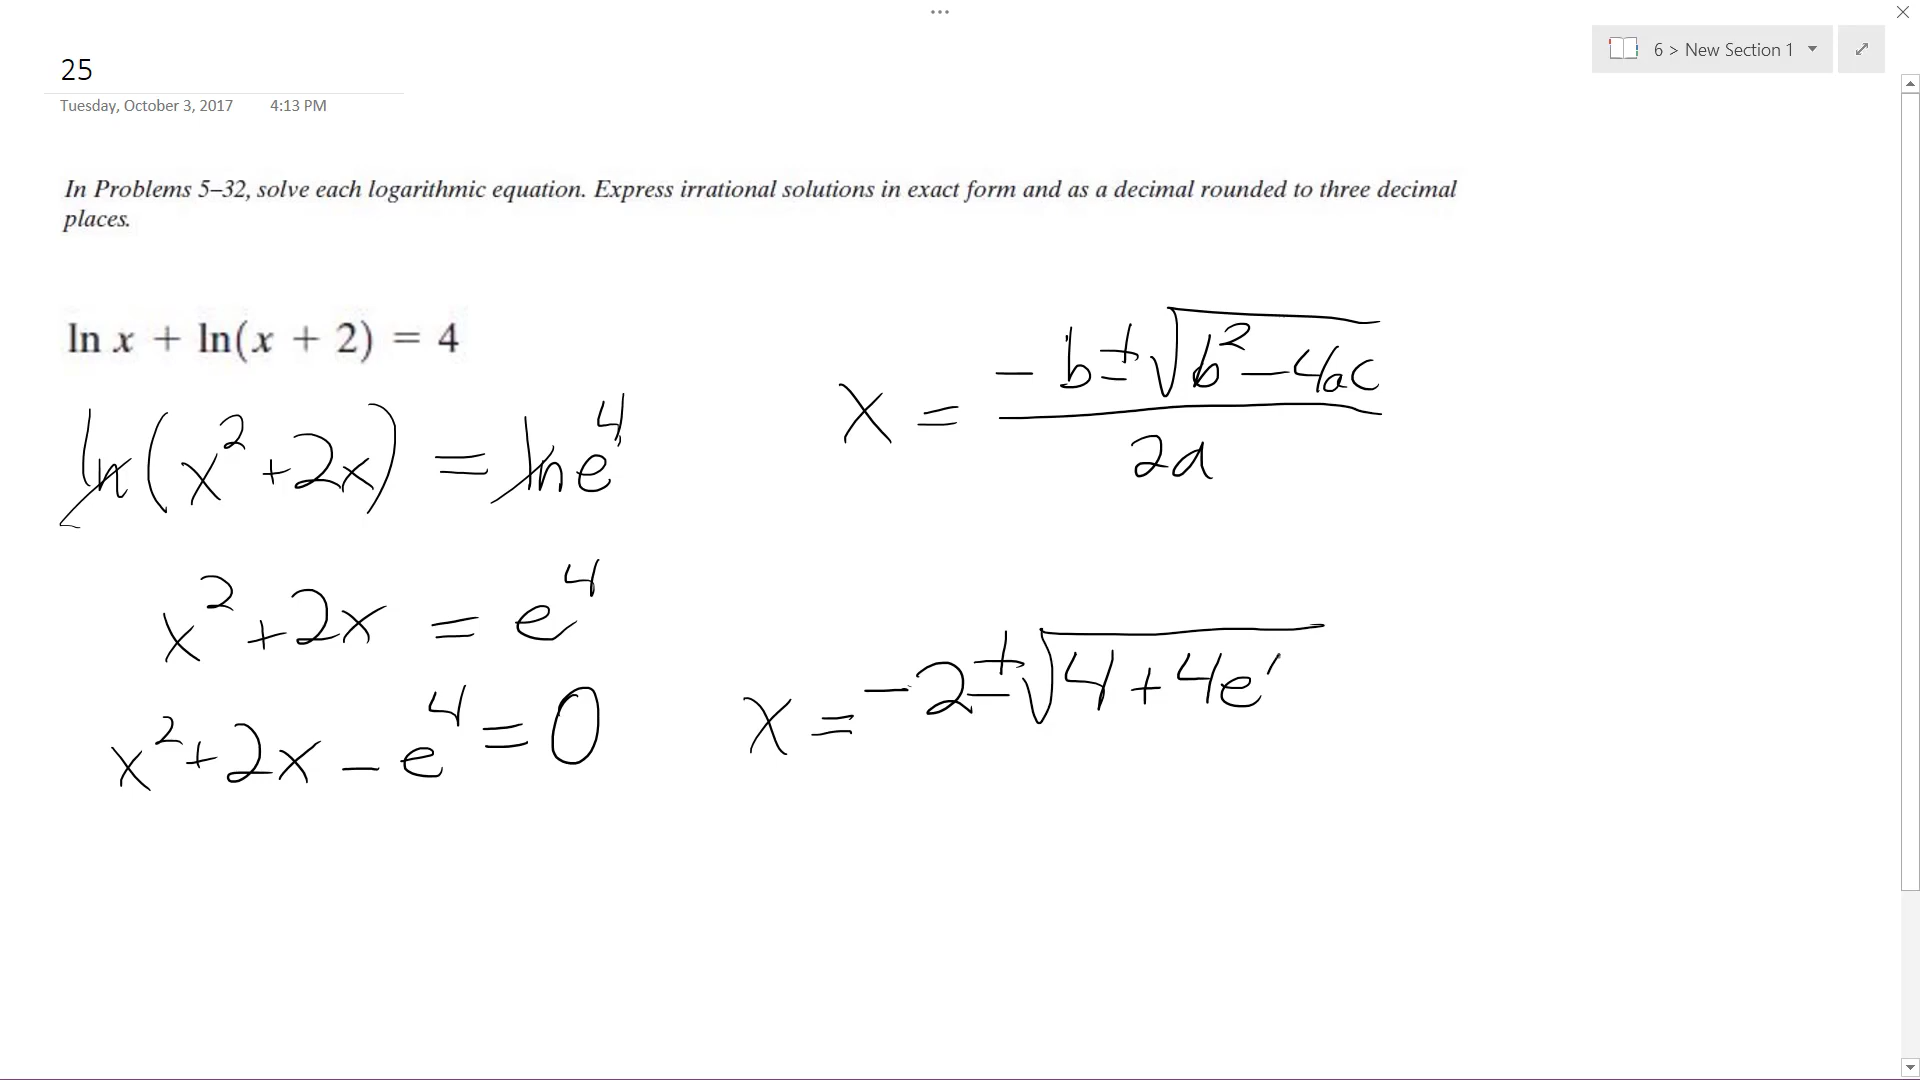 6 > New Section 1
25
Tuesday, October 3, 2017 4:13 PM
In Problems 5–32, solve each logarithmic equation. Express irrational solutions in exact form and as a decimal rounded to three decimal
places.
ln x + ln(x + 2) = 4
ln(x² + 2x) = ln e⁴
x² + 2x = e⁴
x² + 2x − e⁴ = 0
x = (−b ± √(b² − 4ac)) / 2a
x = −2 ± √(4 + 4e′